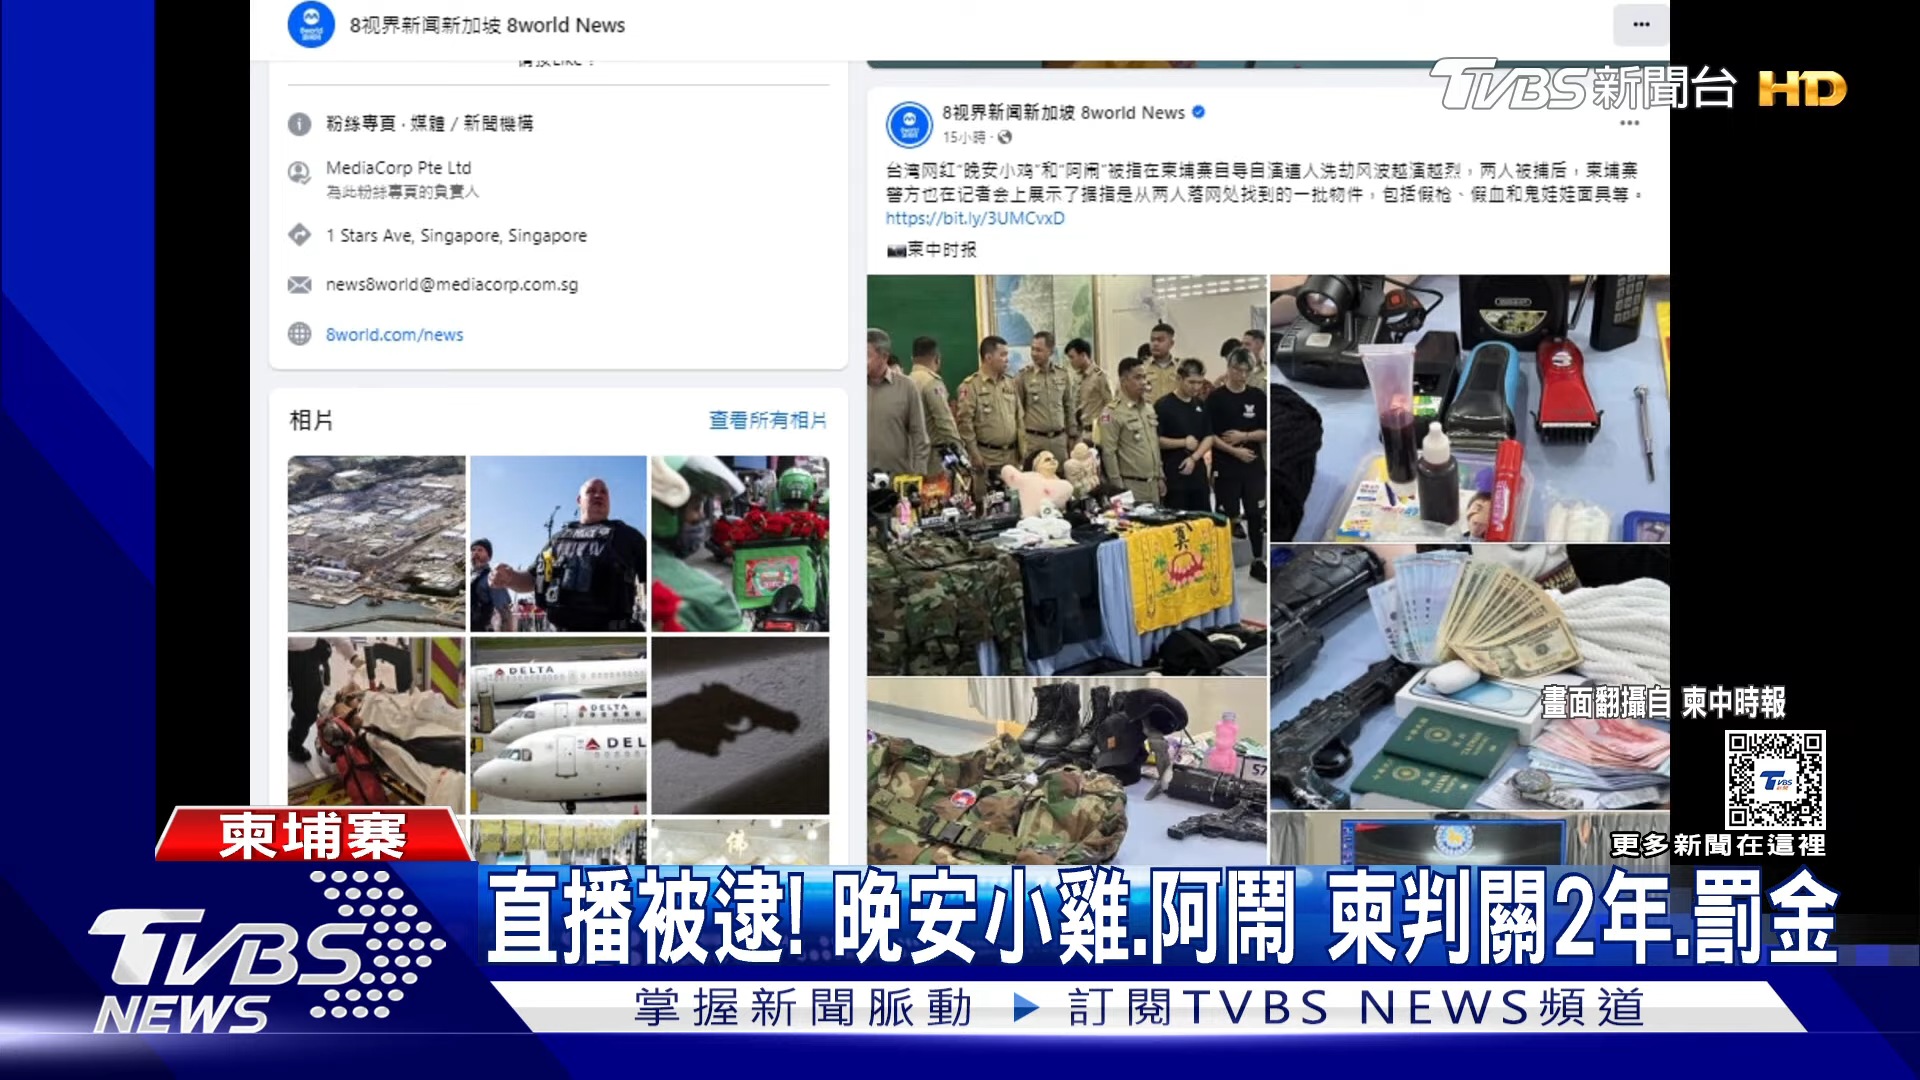 8视界新闻新加坡 8world News
粉絲專頁 · 媒體 / 新聞機構
MediaCorp Pte Ltd
為此粉絲專頁的負責人
1 Stars Ave, Singapore, Singapore
news8world@mediacorp.com.sg
8world.com/news
相片
查看所有相片
DELTA
DELTA
DEL
8视界新闻新加坡 8world News
15小時
台湾网红“晚安小鸡”和“阿闹”被指在柬埔寨自导自演遭人洗劫风波越演越烈，两人被捕后，柬埔寨
警方也在记者会上展示了据指是从两人落网处找到的一批物件，包括假枪、假血和鬼娃娃面具等。
https://bit.ly/3UMCvxD
柬中时报
TVBS新聞台 HD
畫面翻攝自 柬中時報
TVBS
更多新聞在這裡
柬埔寨
直播被逮! 晚安小雞.阿鬧 柬判關2年.罰金
TVBS
NEWS
掌握新聞脈動 ▶ 訂閱TVBS NEWS頻道